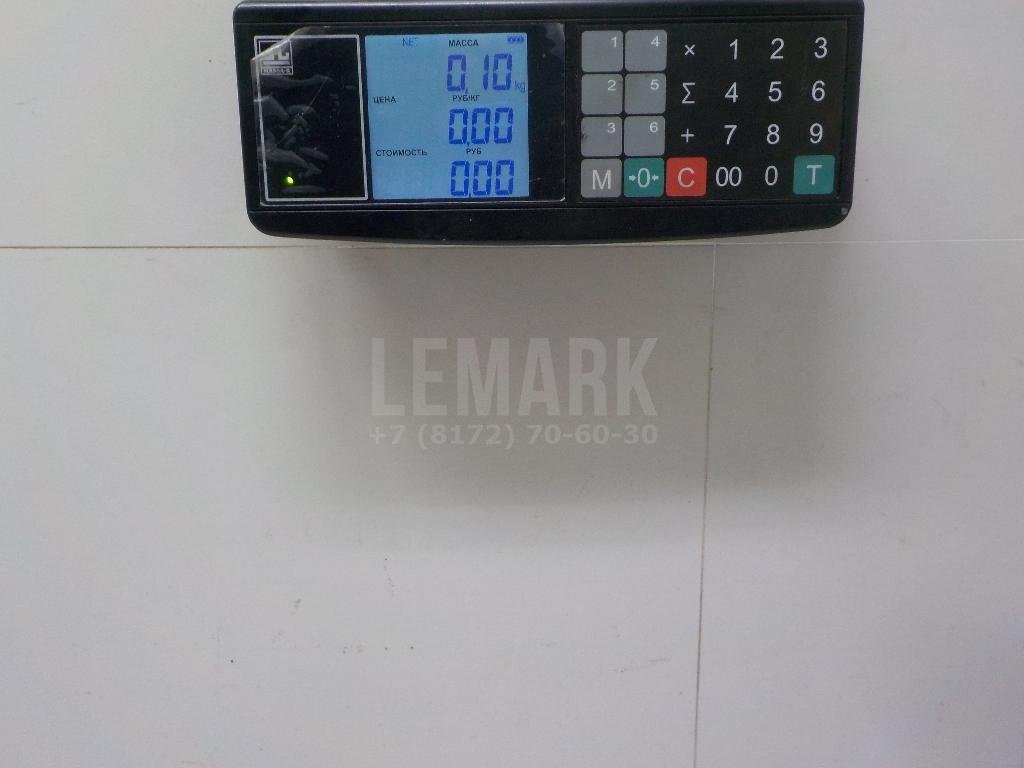 NET МАССА
0,10 kg
ЦЕНА РУБ/КГ
0,00
СТОИМОСТЬ РУБ
0,00
1 4 × 1 2 3
2 5 Σ 4 5 6
3 6 + 7 8 9
M →0← C 00 0 T
LEMARK
+7 (8172) 70-60-30